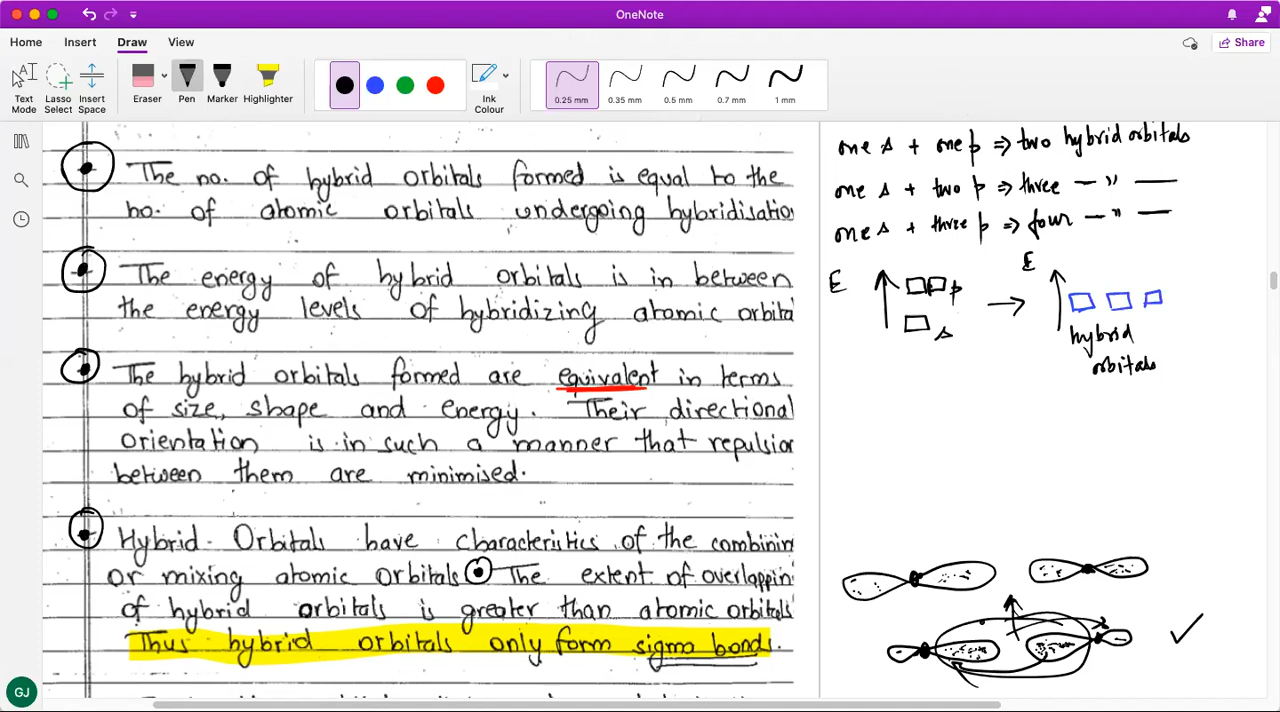 OneNote
Home Insert Draw View
Share
Text Mode
Lasso Select
Insert Space
Eraser
Pen
Marker
Highlighter
Ink Colour
0.25 mm
0.35 mm
0.5 mm
0.7 mm
1 mm
The no. of hybrid orbitals formed is equal to the
no. of atomic orbitals undergoing hybridisation
The energy of hybrid orbitals is in between
the energy levels of hybridizing atomic orbita
The hybrid orbitals formed are equivalent in terms
of size, shape and energy. Their directional
orientation is in such a manner that repulsion
between them are minimised.
Hybrid Orbitals have characteristics of the combinin
or mixing atomic orbitals. The extent of overlappin
of hybrid orbitals is greater than atomic orbitals
Thus hybrid orbitals only form sigma bonds.
one s + one p ⇒ two hybrid orbitals
one s + two p ⇒ three — " —
one s + three p ⇒ four — " —
E p s
E
hybrid
orbitals
GJ